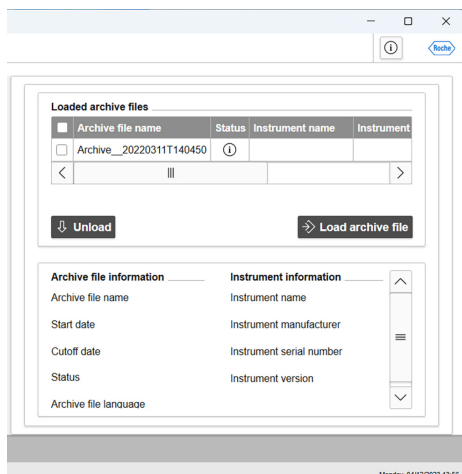 Roche
Loaded archive files
Archive file name Status Instrument name Instrument
Archive__20220311T140450
Unload
Load archive file
Archive file information Instrument information
Archive file name Instrument name
Start date Instrument manufacturer
Cutoff date Instrument serial number
Status Instrument version
Archive file language